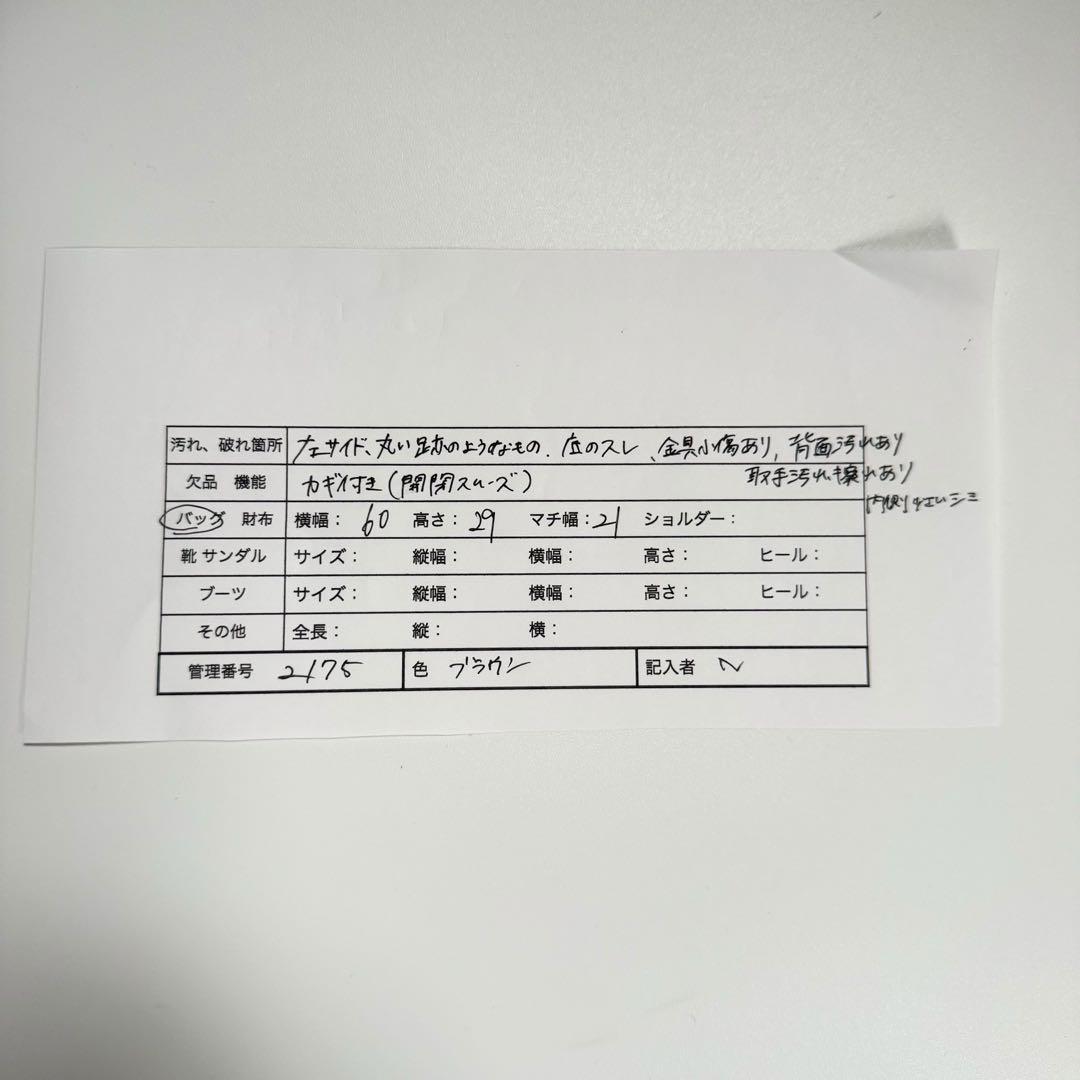 汚れ、破れ箇所 左サイド、丸い跡のようなもの、底のスレ、金具小傷あり、背面汚れあり
欠品 機能 カギ付き(開閉スムーズ) 取手汚れ擦れあり
内側 シミ
バッグ 財布 横幅：60 高さ：29 マチ幅：21 ショルダー：
靴 サンダル サイズ： 縦幅： 横幅： 高さ： ヒール：
ブーツ サイズ： 縦幅： 横幅： 高さ： ヒール：
その他 全長： 縦： 横：
管理番号 2175 色 ブラウン 記入者 N